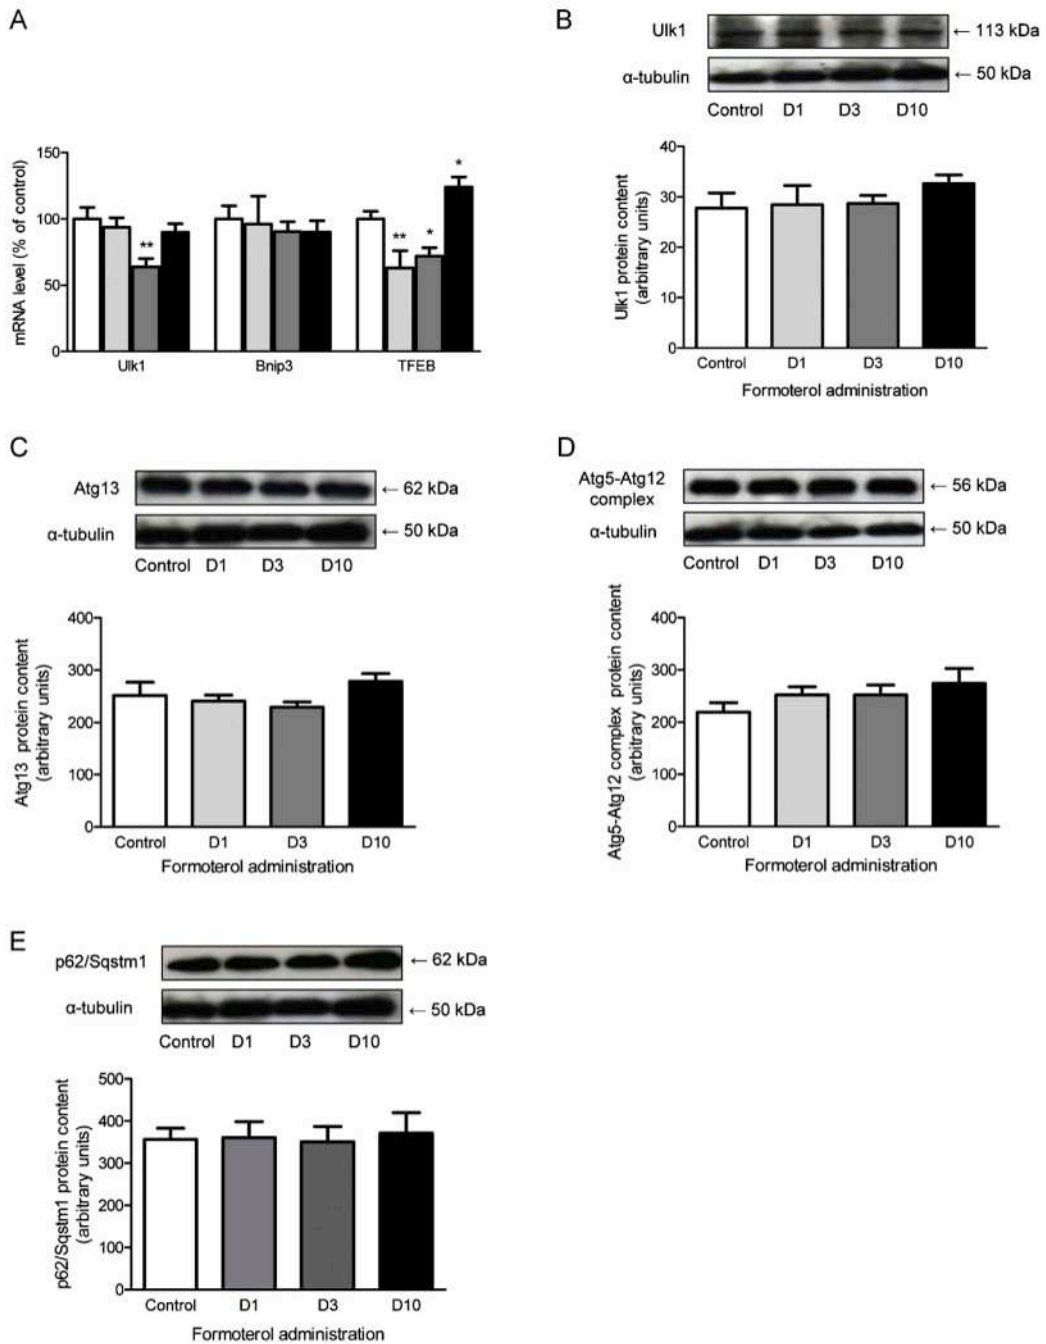 A
mRNA level (% of control)
150
100
50
0
**
**
*
*
Ulk1 Bnip3 TFEB
B
Ulk1 ← 113 kDa
α-tubulin ← 50 kDa
Control D1 D3 D10
Ulk1 protein content
(arbitrary units)
40
30
20
10
0
Control D1 D3 D10
Formoterol administration
C
Atg13 ← 62 kDa
α-tubulin ← 50 kDa
Control D1 D3 D10
Atg13 protein content
(arbitrary units)
400
300
200
100
0
Control D1 D3 D10
Formoterol administration
D
Atg5-Atg12
complex ← 56 kDa
α-tubulin ← 50 kDa
Control D1 D3 D10
Atg5-Atg12 complex protein content
(arbitrary units)
400
300
200
100
0
Control D1 D3 D10
Formoterol administration
E
p62/Sqstm1 ← 62 kDa
α-tubulin ← 50 kDa
Control D1 D3 D10
p62/Sqstm1 protein content
(arbitrary units)
500
400
300
200
100
0
Control D1 D3 D10
Formoterol administration